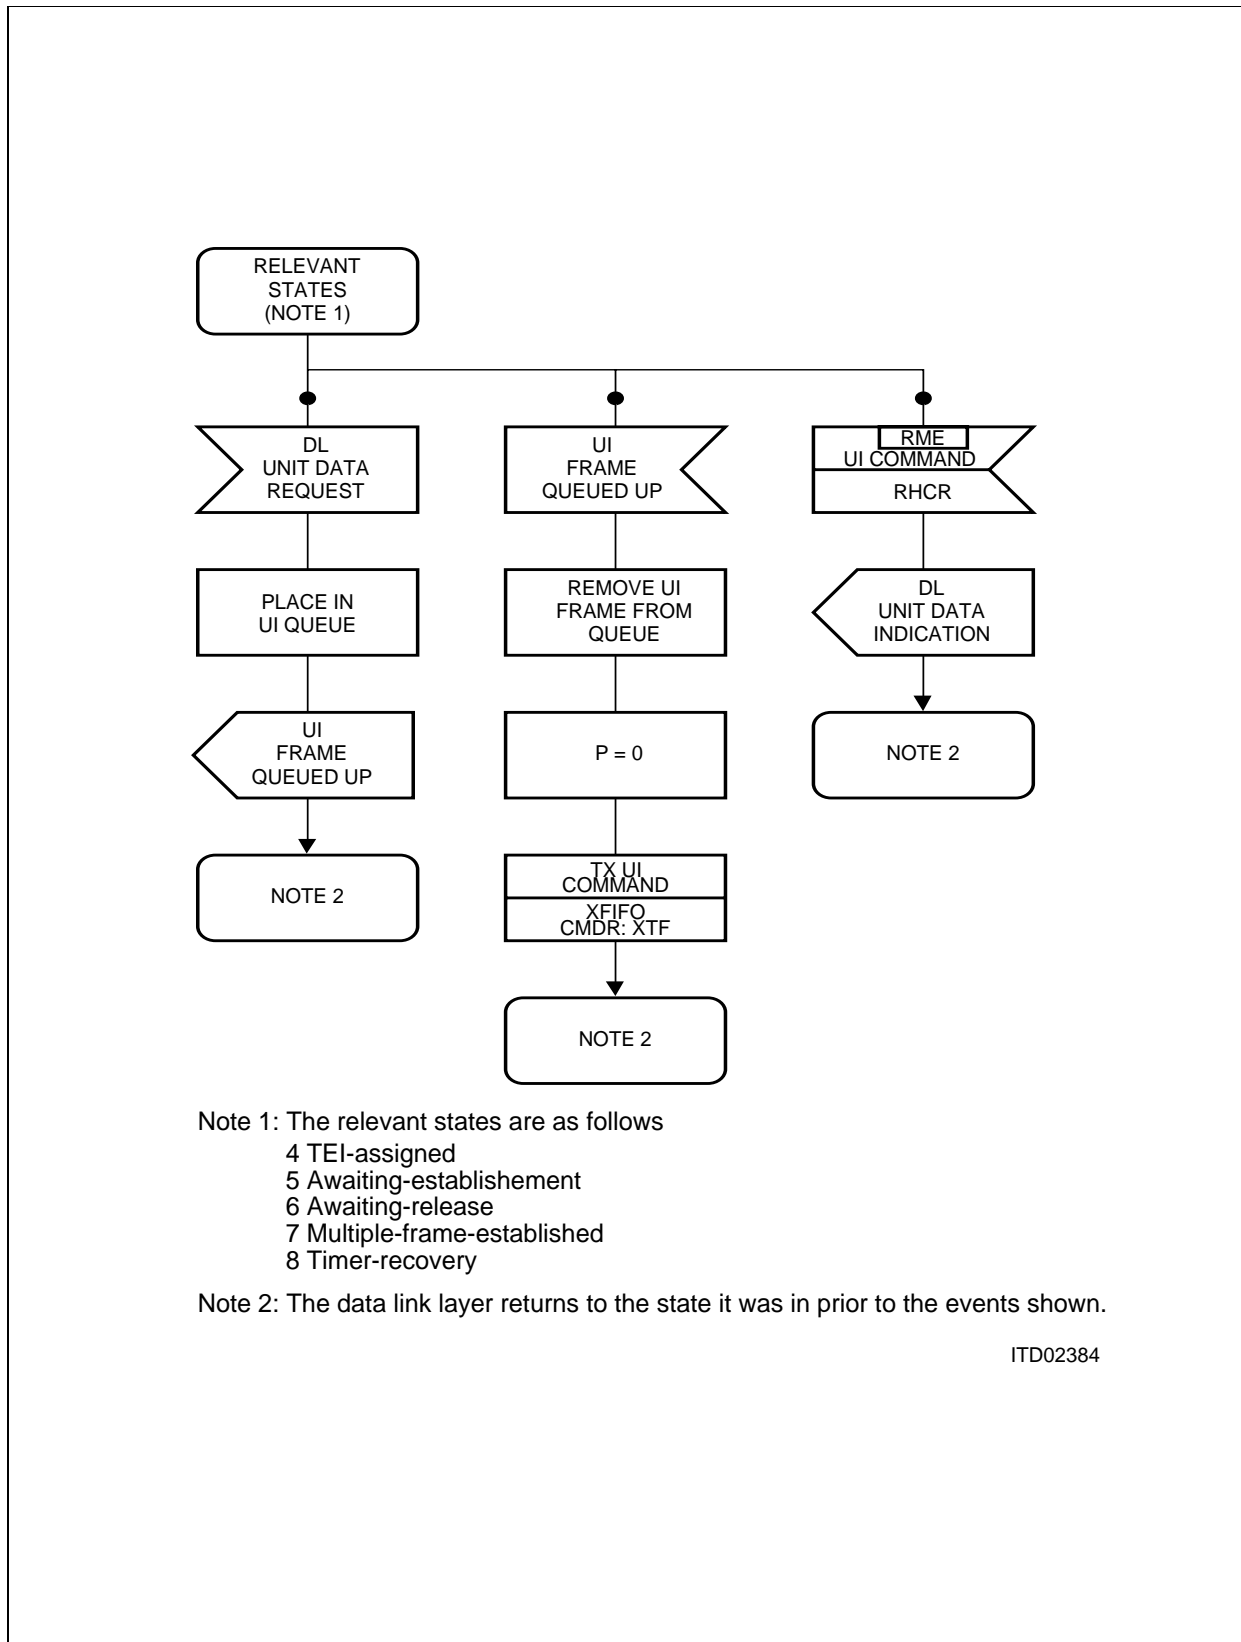 RELEVANT
STATES
(NOTE 1)
DL
UNIT DATA
REQUEST
PLACE IN
UI QUEUE
UI
FRAME
QUEUED UP
NOTE 2
UI
FRAME
QUEUED UP
REMOVE UI
FRAME FROM
QUEUE
P = 0
TX UI
COMMAND
XFIFO
CMDR: XTF
NOTE 2
RME
UI COMMAND
RHCR
DL
UNIT DATA
INDICATION
NOTE 2
Note 1: The relevant states are as follows
4 TEI-assigned
5 Awaiting-establishement
6 Awaiting-release
7 Multiple-frame-established
8 Timer-recovery
Note 2: The data link layer returns to the state it was in prior to the events shown.
ITD02384